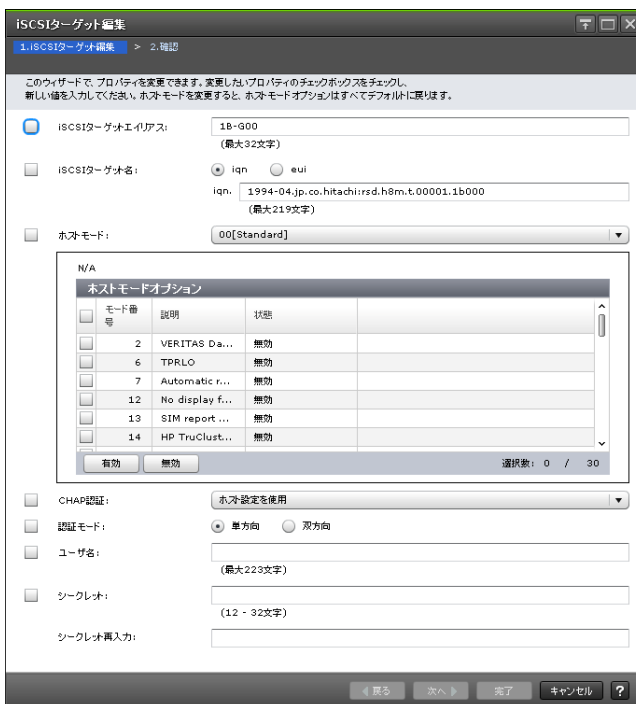 iSCSIターゲット編集
1.iSCSIターゲット編集 > 2.確認
このウィザードで、プロパティを変更できます。変更したいプロパティのチェックボックスをチェックし、
新しい値を入力してください。ホストモードを変更すると、ホストモードオプションはすべてデフォルトに戻ります。
iSCSIターゲットエイリアス: 1B-G00
(最大32文字)
iSCSIターゲット名: iqn eui
iqn. 1994-04.jp.co.hitachi:rsd.h8m.t.00001.1b000
(最大219文字)
ホストモード: 00[Standard]
N/A
ホストモードオプション
モード番号 説明 状態
2 VERITAS Da... 無効
6 TPRLO 無効
7 Automatic r... 無効
12 No display f... 無効
13 SIM report ... 無効
14 HP TruClust... 無効
有効 無効 選択数: 0 / 30
CHAP認証: ホスト設定を使用
認証モード: 単方向 双方向
ユーザ名:
(最大223文字)
シークレット:
(12 - 32文字)
シークレット再入力:
戻る 次へ 完了 キャンセル ?